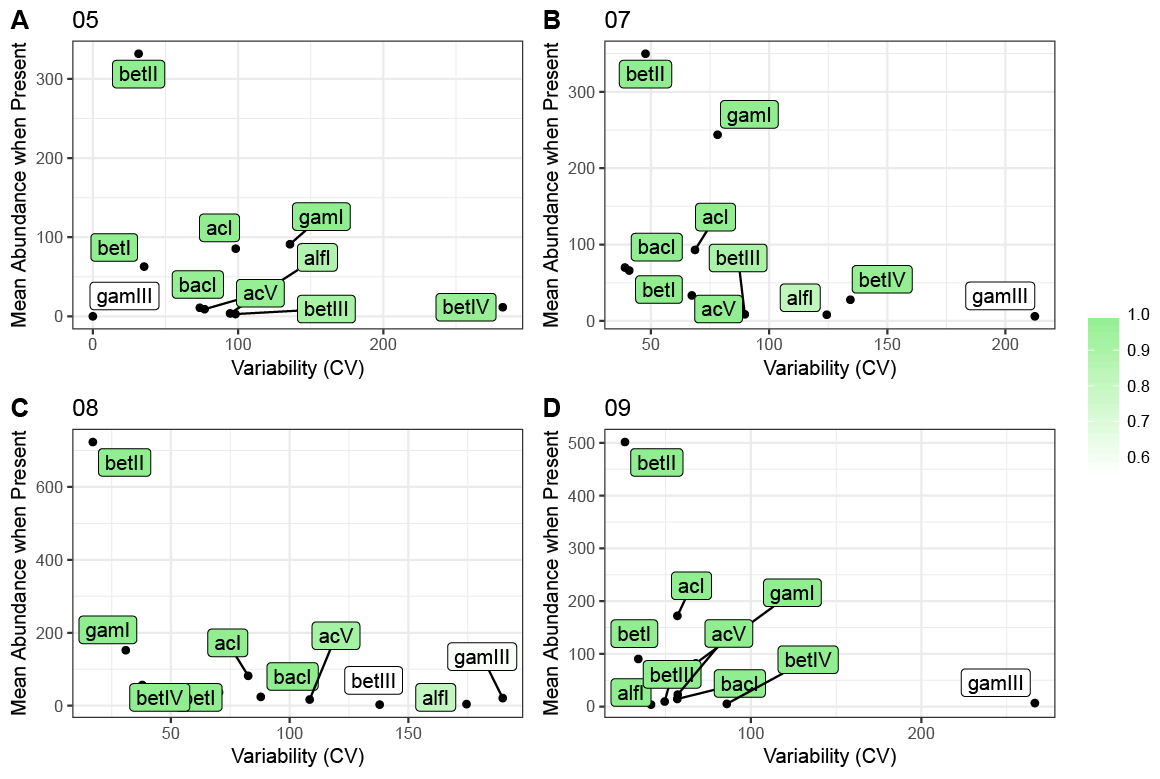 A 05
Mean Abundance when Present
300
200
100
0
betII
gamI
acI
betI
alfI
bacI
acV
gamIII
betIII
betIV
0 100 200
Variability (CV)
B 07
Mean Abundance when Present
300
200
100
0
betII
gamI
acI
bacI
betIII
betI
betIV
alfI
gamIII
acV
50 100 150 200
Variability (CV)
C 08
Mean Abundance when Present
600
400
200
0
betII
gamI
acI
acV
gamIII
bacI
betIII
betIV
betI
alfI
50 100 150
Variability (CV)
D 09
Mean Abundance when Present
500
400
300
200
100
0
betII
acI
gamI
betI
acV
betIV
betIII
bacI
gamIII
alfI
100 200
Variability (CV)
1.0
0.9
0.8
0.7
0.6